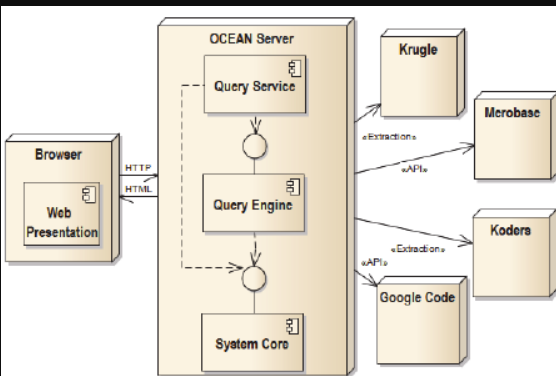 OCEAN Server
Query Service
Query Engine
System Core
Browser
Web
Presentation
HTTP
HTML
Krugle
«Extraction»
Merobase
«API»
Koders
«Extraction»
«API»
Google Code